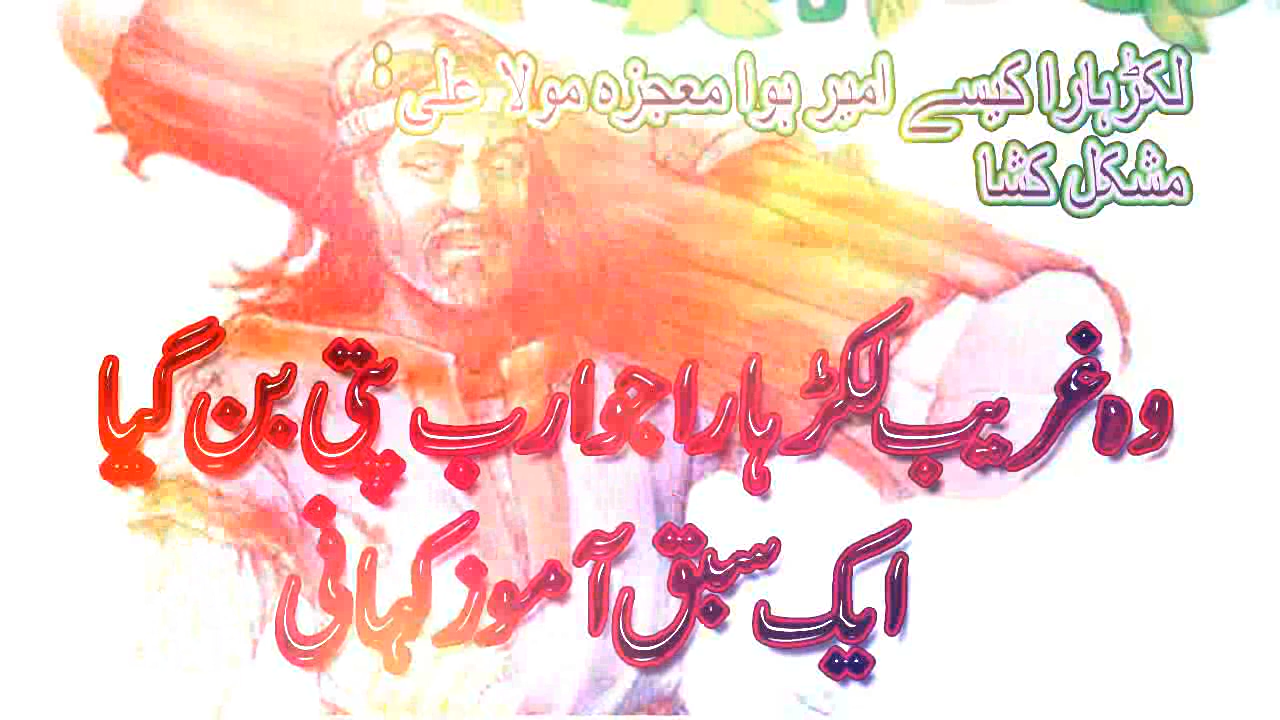 لکڑہارا کیسے امیر ہوا معجزہ مولا علیؑ
مشکل کشا
وہ غریب لکڑہارا جو ارب پتی بن گیا
ایک سبق آموز کہانی